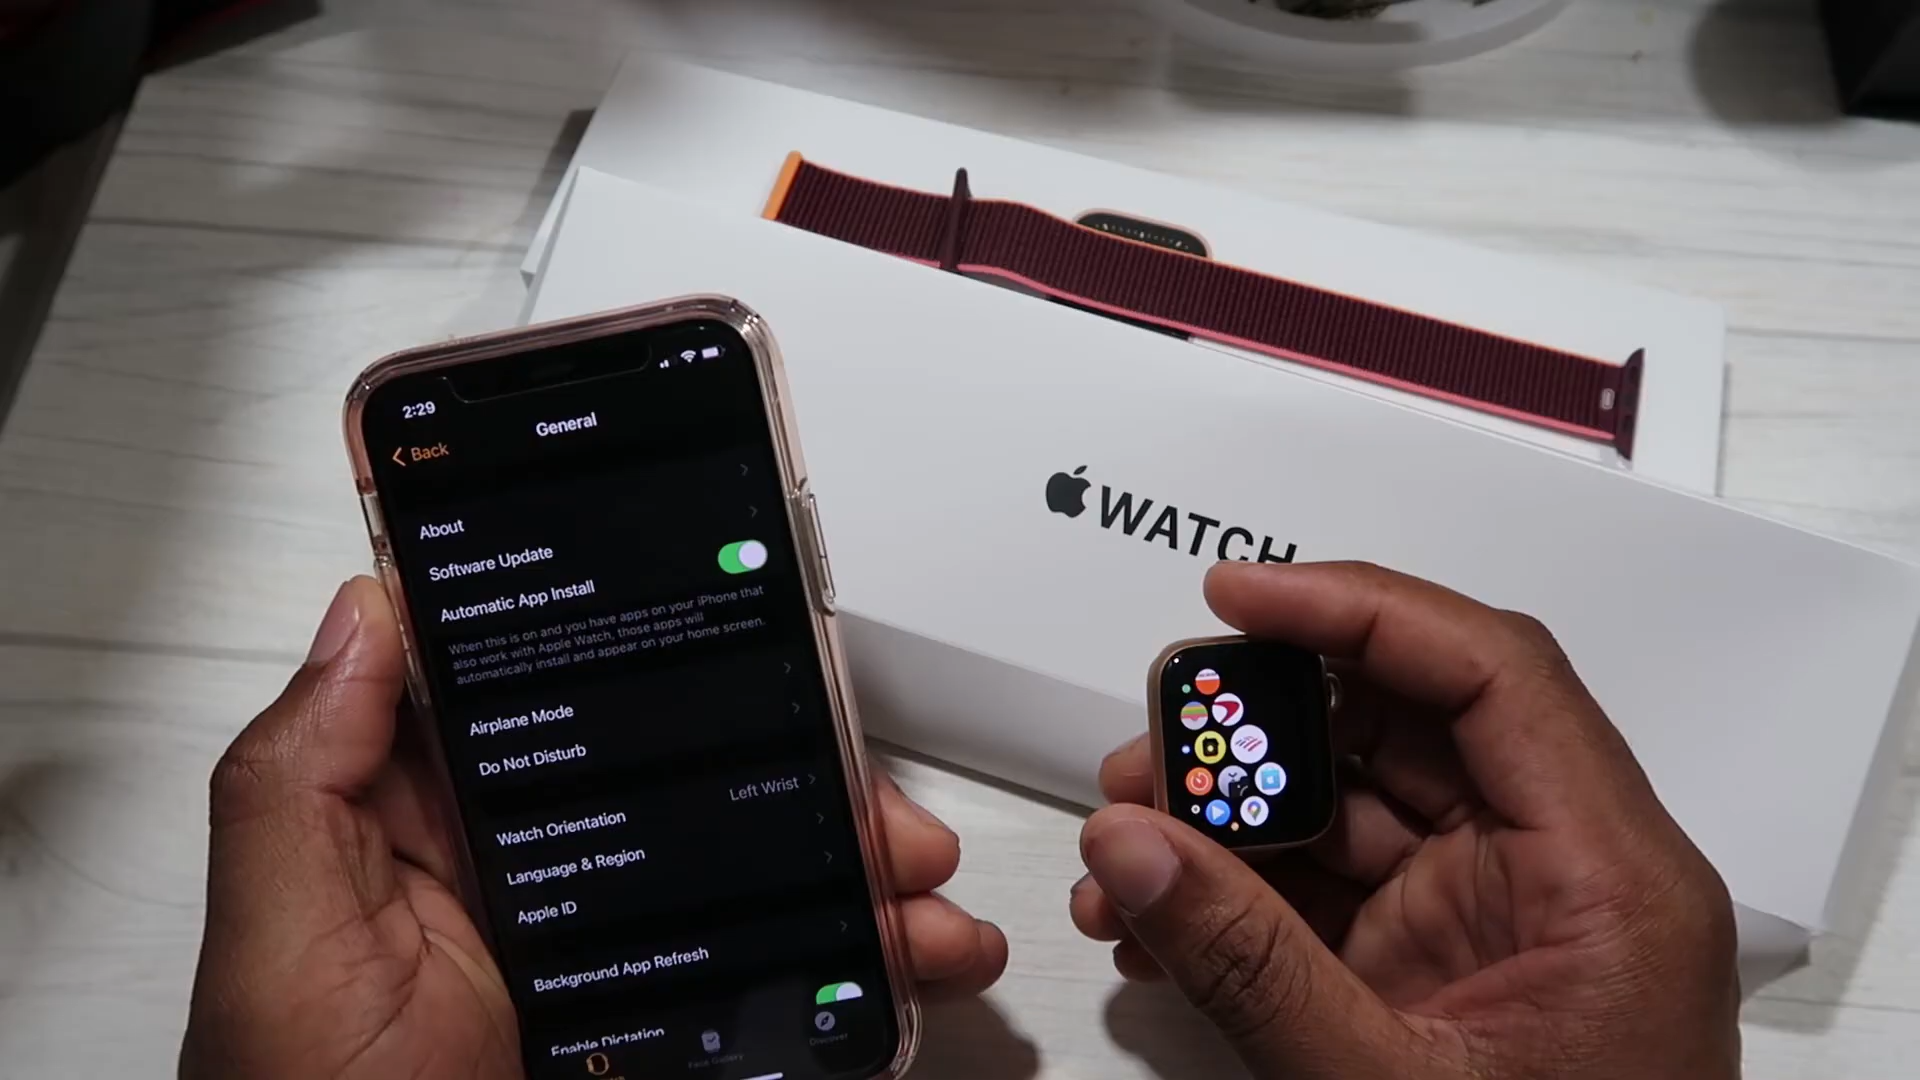 2:29
Back
General
About
Software Update
Automatic App Install
When this is on and you have apps on your iPhone that
also work with Apple Watch, those apps will
automatically install and appear on your home screen.
Airplane Mode
Do Not Disturb
Watch Orientation Left Wrist
Language & Region
Apple ID
Background App Refresh
Enable Dictation
Face Gallery
Discover
WATCH